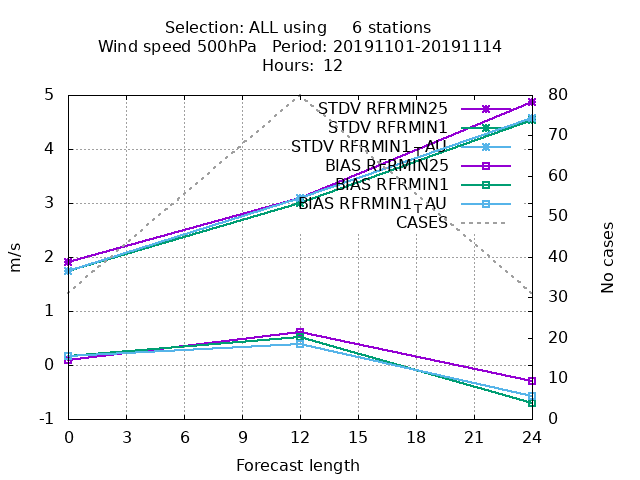 Selection: ALL using     6 stations
Wind speed 500hPa   Period: 20191101-20191114
Hours: 12
STDV RFRMIN25
STDV RFRMIN1
STDV RFRMIN1_AU
BIAS RFRMIN25
BIAS RFRMIN1
BIAS RFRMIN1_AU
CASES
5
4
3
2
1
0
-1
m/s
80
70
60
50
40
30
20
10
0
No cases
0 3 6 9 12 15 18 21 24
Forecast length